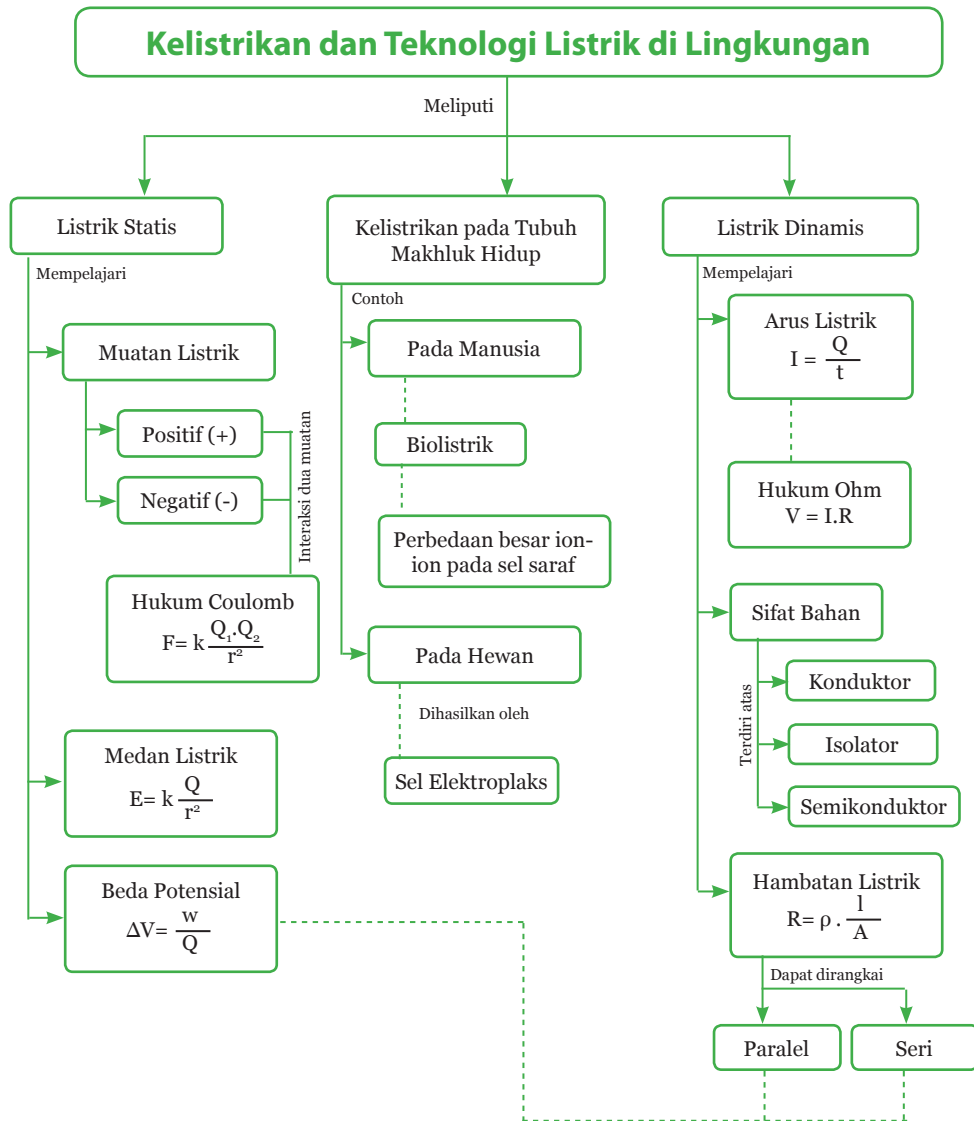 Kelistrikan dan Teknologi Listrik di Lingkungan
Meliputi
Listrik Statis
Mempelajari
Muatan Listrik
Positif (+)
Negatif (-)
Interaksi dua muatan
Hukum Coulomb
F= k Q₁.Q₂ / r²
Medan Listrik
E= k Q / r²
Beda Potensial
ΔV= w / Q
Kelistrikan pada Tubuh
Makhluk Hidup
Contoh
Pada Manusia
Biolistrik
Perbedaan besar ion-
ion pada sel saraf
Pada Hewan
Dihasilkan oleh
Sel Elektroplaks
Listrik Dinamis
Mempelajari
Arus Listrik
I = Q / t
Hukum Ohm
V = I.R
Sifat Bahan
Terdiri atas
Konduktor
Isolator
Semikonduktor
Hambatan Listrik
R= ρ . l / A
Dapat dirangkai
Paralel
Seri